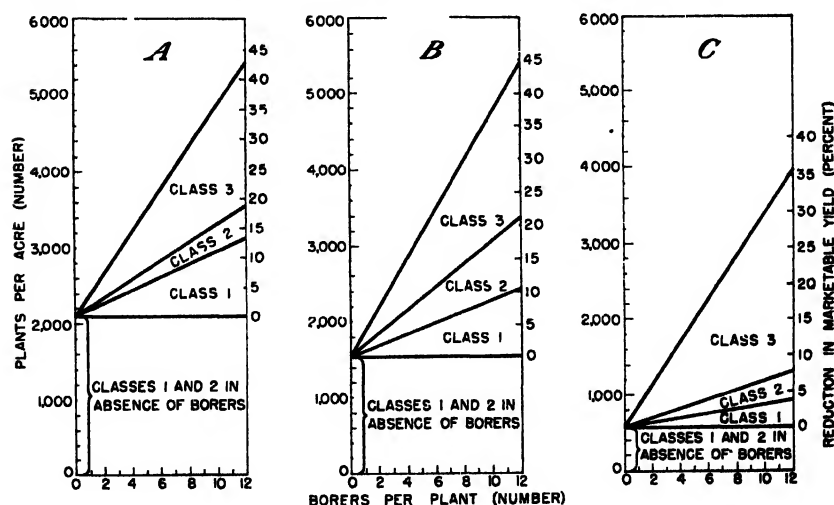 PLANTS PER ACRE (NUMBER)
A
6000
5,000
4,000
3,000
2,000
1,000
0
45
40
35
30
25
20
15
10
5
0
CLASS 3
CLASS 2
CLASS 1
CLASSES 1 AND 2 IN
ABSENCE OF BORERS
0 2 4 6 8 10 12
B
6000
5,000
4,000
3,000
2,000
1,000
0
45
40
35
30
25
20
15
10
5
0
CLASS 3
CLASS 2
CLASS 1
CLASSES 1 AND 2 IN
ABSENCE OF BORERS
0 2 4 6 8 10 12
C
6000
5,000
4,000
3,000
2,000
1,000
0
40
35
30
25
20
15
10
5
0
CLASS 3
CLASS 2
CLASS 1
CLASSES 1 AND 2 IN
ABSENCE OF BORERS
0 2 4 6 8 10 12
REDUCTION IN MARKETABLE YIELD (PERCENT)
BORERS PER PLANT (NUMBER)